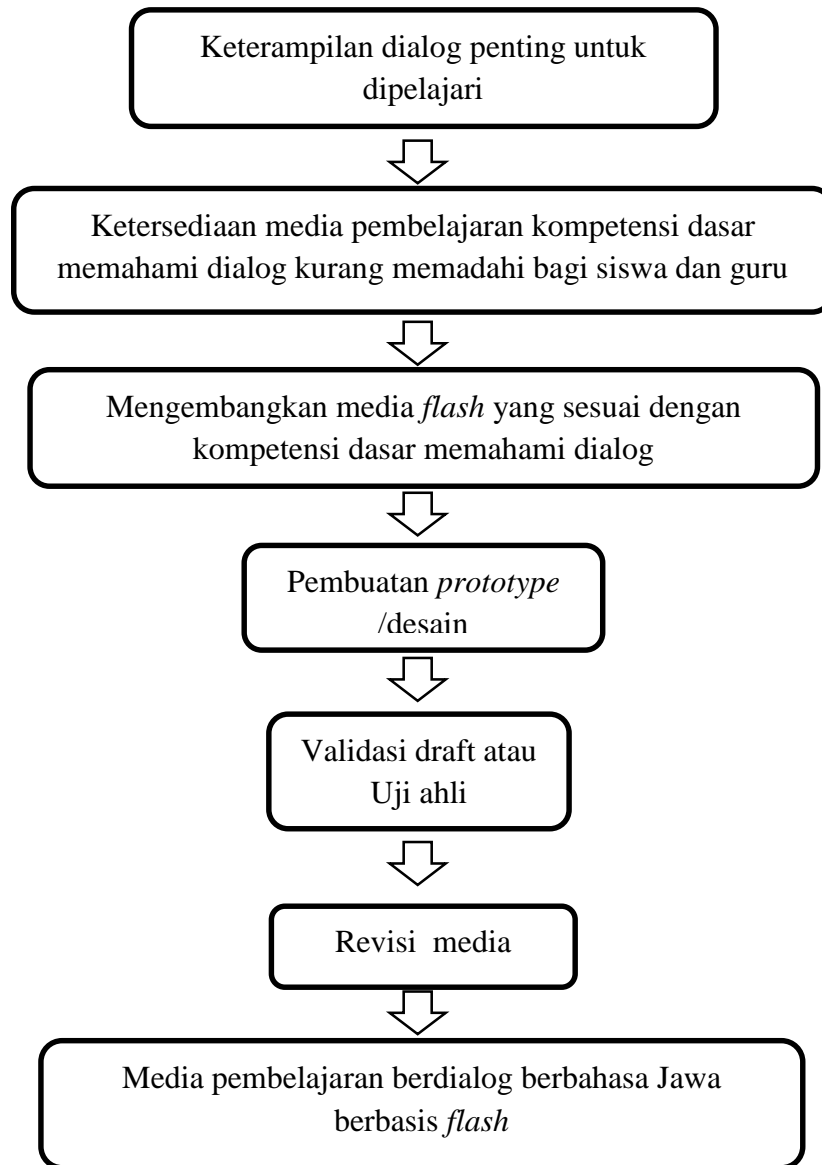 Keterampilan dialog penting untuk
dipelajari
Ketersediaan media pembelajaran kompetensi dasar
memahami dialog kurang memadahi bagi siswa dan guru
Mengembangkan media flash yang sesuai dengan
kompetensi dasar memahami dialog
Pembuatan prototype
/desain
Validasi draft atau
Uji ahli
Revisi  media
Media pembelajaran berdialog berbahasa Jawa
berbasis flash